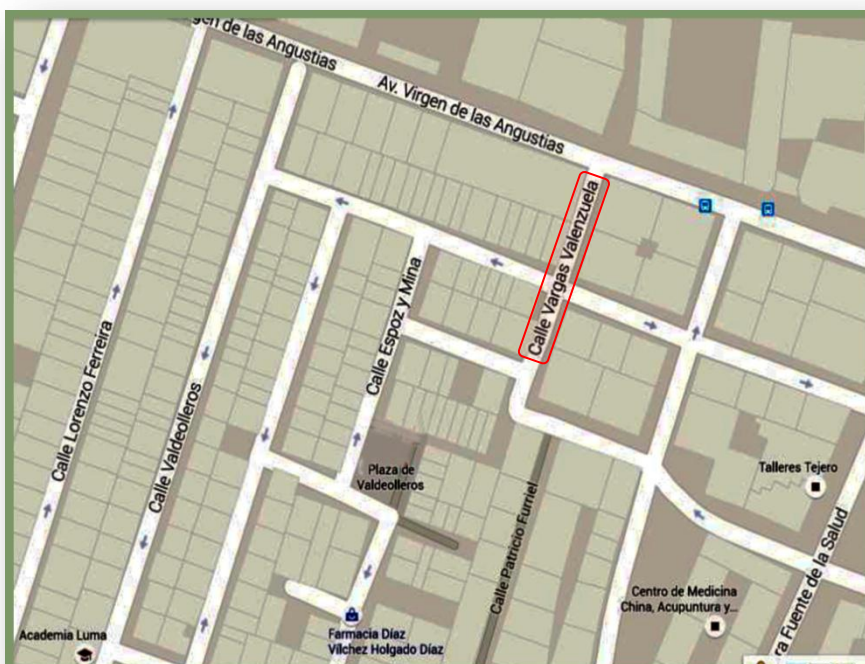 gen de las Angustias
Av. Virgen de las Angustias
Calle Vargas Valenzuela
Calle Espoz y Mina
Calle Lorenzo Ferreira
Calle Valdeolleros
Plaza de
Valdeolleros
Talleres Tejero
Calle Patricio Furriel
ra Fuente de la Salud
Centro de Medicina
China, Acupuntura y...
Farmacia Díaz
Vílchez Holgado Díaz
Academia Luma